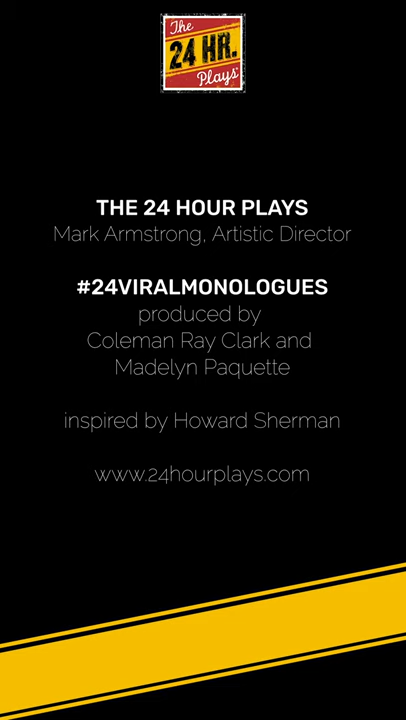 The
24 HR.
Plays
THE 24 HOUR PLAYS
Mark Armstrong, Artistic Director
#24VIRALMONOLOGUES
produced by
Coleman Ray Clark and
Madelyn Paquette
inspired by Howard Sherman
www.24hourplays.com